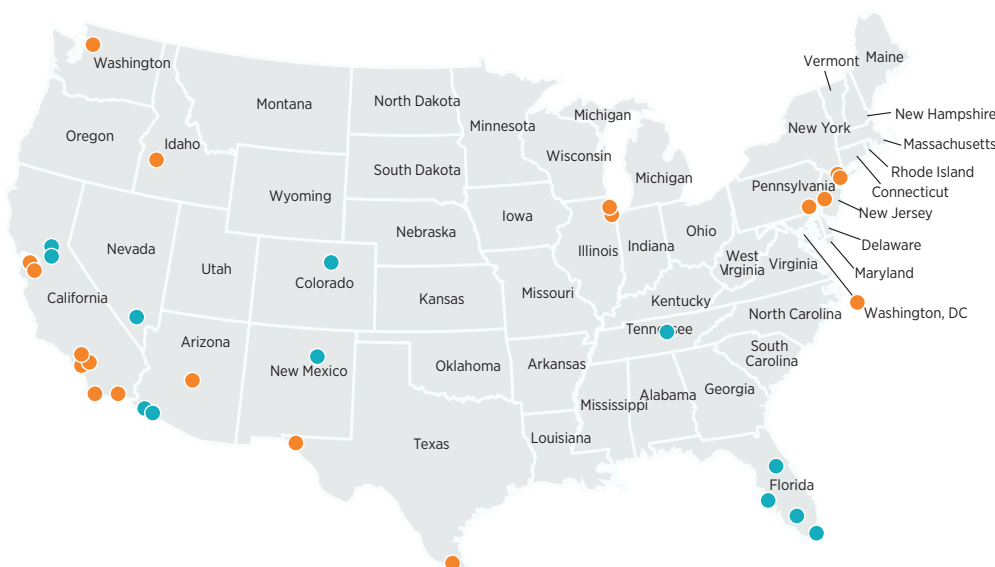 Washington
Montana
North Dakota
Minnesota
Michigan
Vermont
Maine
New Hampshire
Oregon
Idaho
South Dakota
Wisconsin
Michigan
New York
Massachusetts
Wyoming
Pennsylvania
Rhode Island
Connecticut
New Jersey
Nevada
Utah
Colorado
Nebraska
Iowa
Illinois
Indiana
Ohio
West
Virginia
Virginia
Delaware
Maryland
California
Kansas
Missouri
Kentucky
Washington, DC
Arizona
New Mexico
Oklahoma
Arkansas
Tennessee
North Carolina
South
Carolina
Texas
Louisiana
Mississippi
Alabama
Georgia
Florida